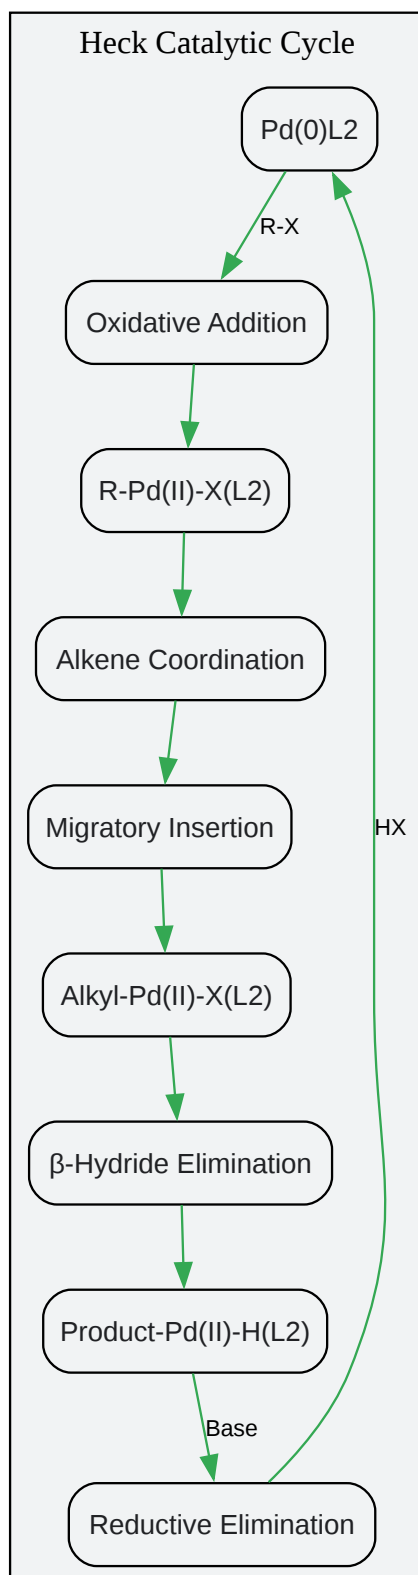 Heck Catalytic Cycle
Pd(0)L2
R-X
Oxidative Addition
R-Pd(II)-X(L2)
Alkene Coordination
Migratory Insertion
HX
Alkyl-Pd(II)-X(L2)
β-Hydride Elimination
Product-Pd(II)-H(L2)
Base
Reductive Elimination